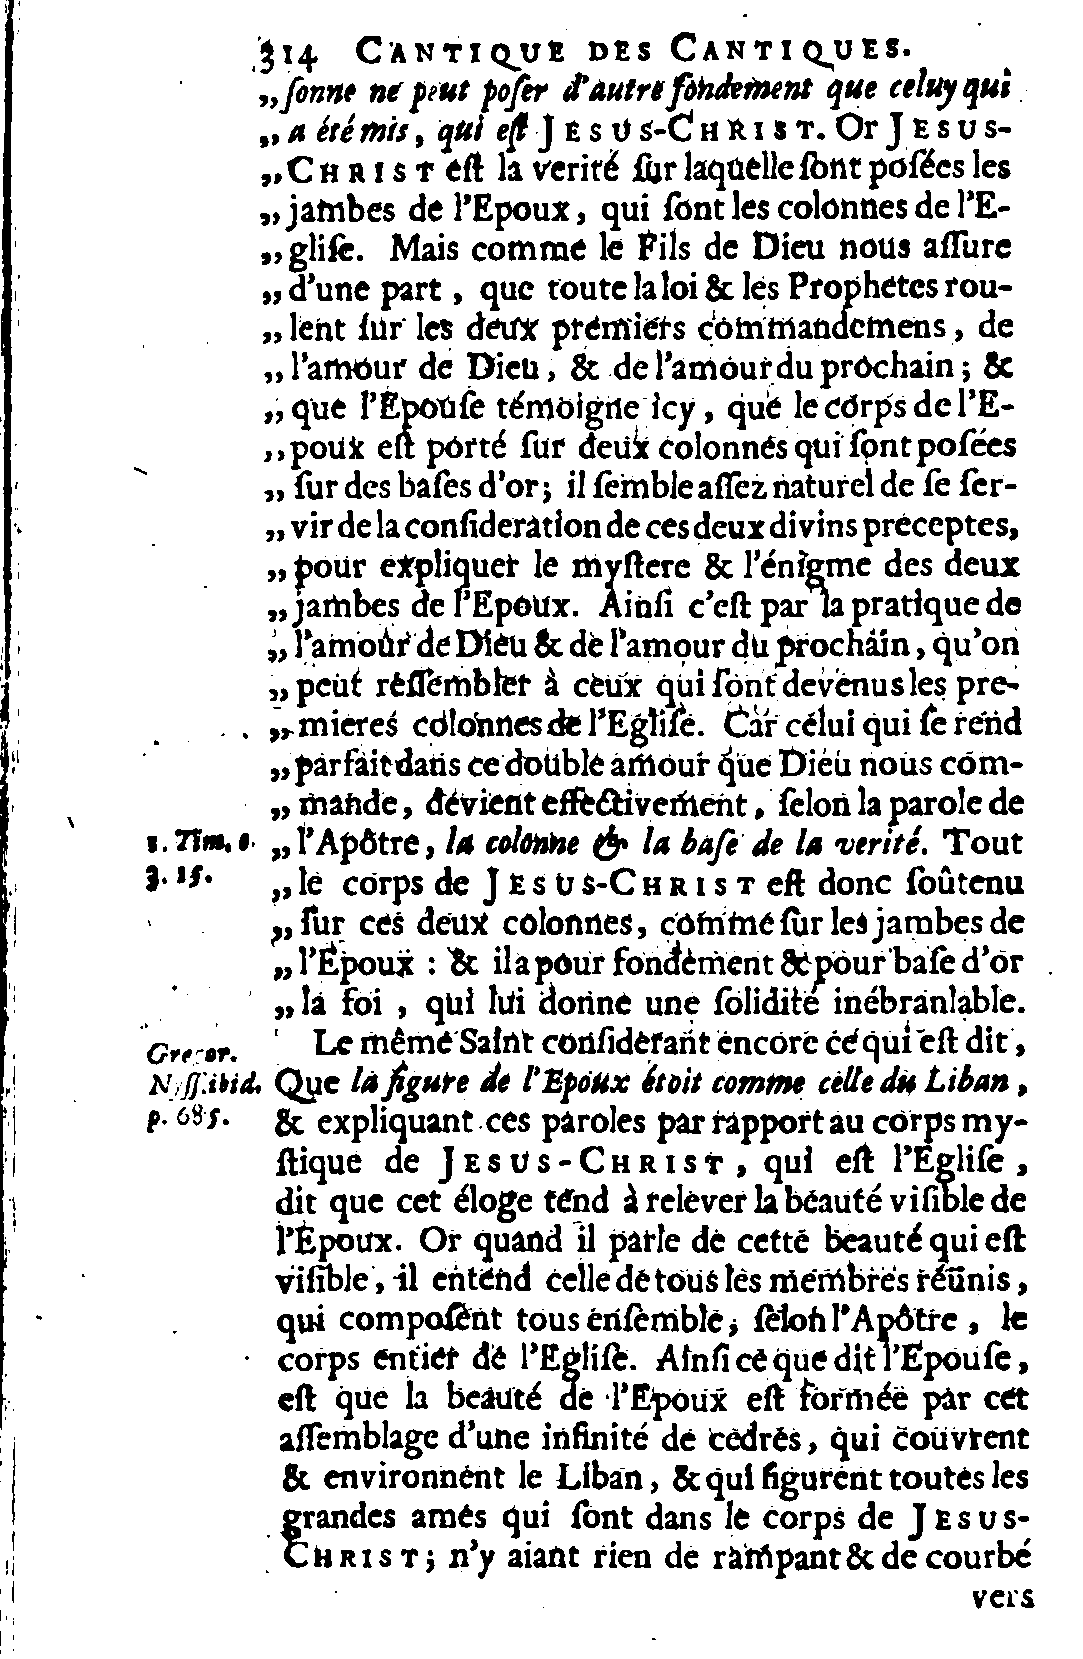 314 CANTIQUE DES CANTIQUES.
„ ſonne ne peut poſer d'autre fondement que celuy qui
„ a été mis, qui eſt JESUS-CHRIST. Or JESUS-
„ CHRIST eſt la verité ſur laquelle ſont poſées les
„ jambes de l'Epoux, qui ſont les colonnes de l'E-
„ gliſe. Mais comme le Fils de Dieu nous aſſure
„ d'une part, que toute la loi & les Prophetes rou-
„ lent ſur les deux premiers commandemens, de
„ l'amour de Dieu, & de l'amour du prochain; &
„ que l'Epouſe témoigne icy, que le corps de l'E-
„ poux eſt porté ſur deux colonnes qui ſont poſées
„ ſur des baſes d'or; il ſemble aſſez naturel de ſe ſer-
„ vir de la conſideration de ces deux divins preceptes,
„ pour expliquer le myſtere & l'énigme des deux
„ jambes de l'Epoux. Ainſi c'eſt par la pratique de
„ l'amour de Dieu & de l'amour du prochain, qu'on
„ peut reſſembler à ceux qui ſont devenus les pre-
„ mieres colonnes de l'Egliſe. Car celui qui ſe rend
„ parfait dans ce double amour que Dieu nous com-
„ mande, devient effectivement, ſelon la parole de
1. Tim. c. „ l'Apôtre, la colonne & la baſe de la verité. Tout
3. 15. „ le corps de JESUS-CHRIST eſt donc ſoûtenu
„ ſur ces deux colonnes, comme ſur les jambes de
„ l'Epoux : & il a pour fondement & pour baſe d'or
„ la foi, qui lui donne une ſolidité inébranlable.
Gregor. Le même Saint conſiderant encore ce qui eſt dit,
Nyſſ. ibid. Que la figure de l'Epoux étoit comme celle du Liban,
p. 685. & expliquant ces paroles par rapport au corps my-
ſtique de JESUS-CHRIST, qui eſt l'Egliſe,
dit que cet éloge tend à relever la beauté viſible de
l'Epoux. Or quand il parle de cette beauté qui eſt
viſible, il entend celle de tous les membres réünis,
qui compoſent tous enſemble, ſelon l'Apôtre, le
corps entier de l'Egliſe. Ainſi ce que dit l'Epouſe,
eſt que la beauté de l'Epoux eſt formée par cet
aſſemblage d'une infinité de cedres, qui couvrent
& environnent le Liban, & qui figurent toutes les
grandes ames qui ſont dans le corps de JESUS-
CHRIST; n'y aiant rien de rampant & de courbé
vers